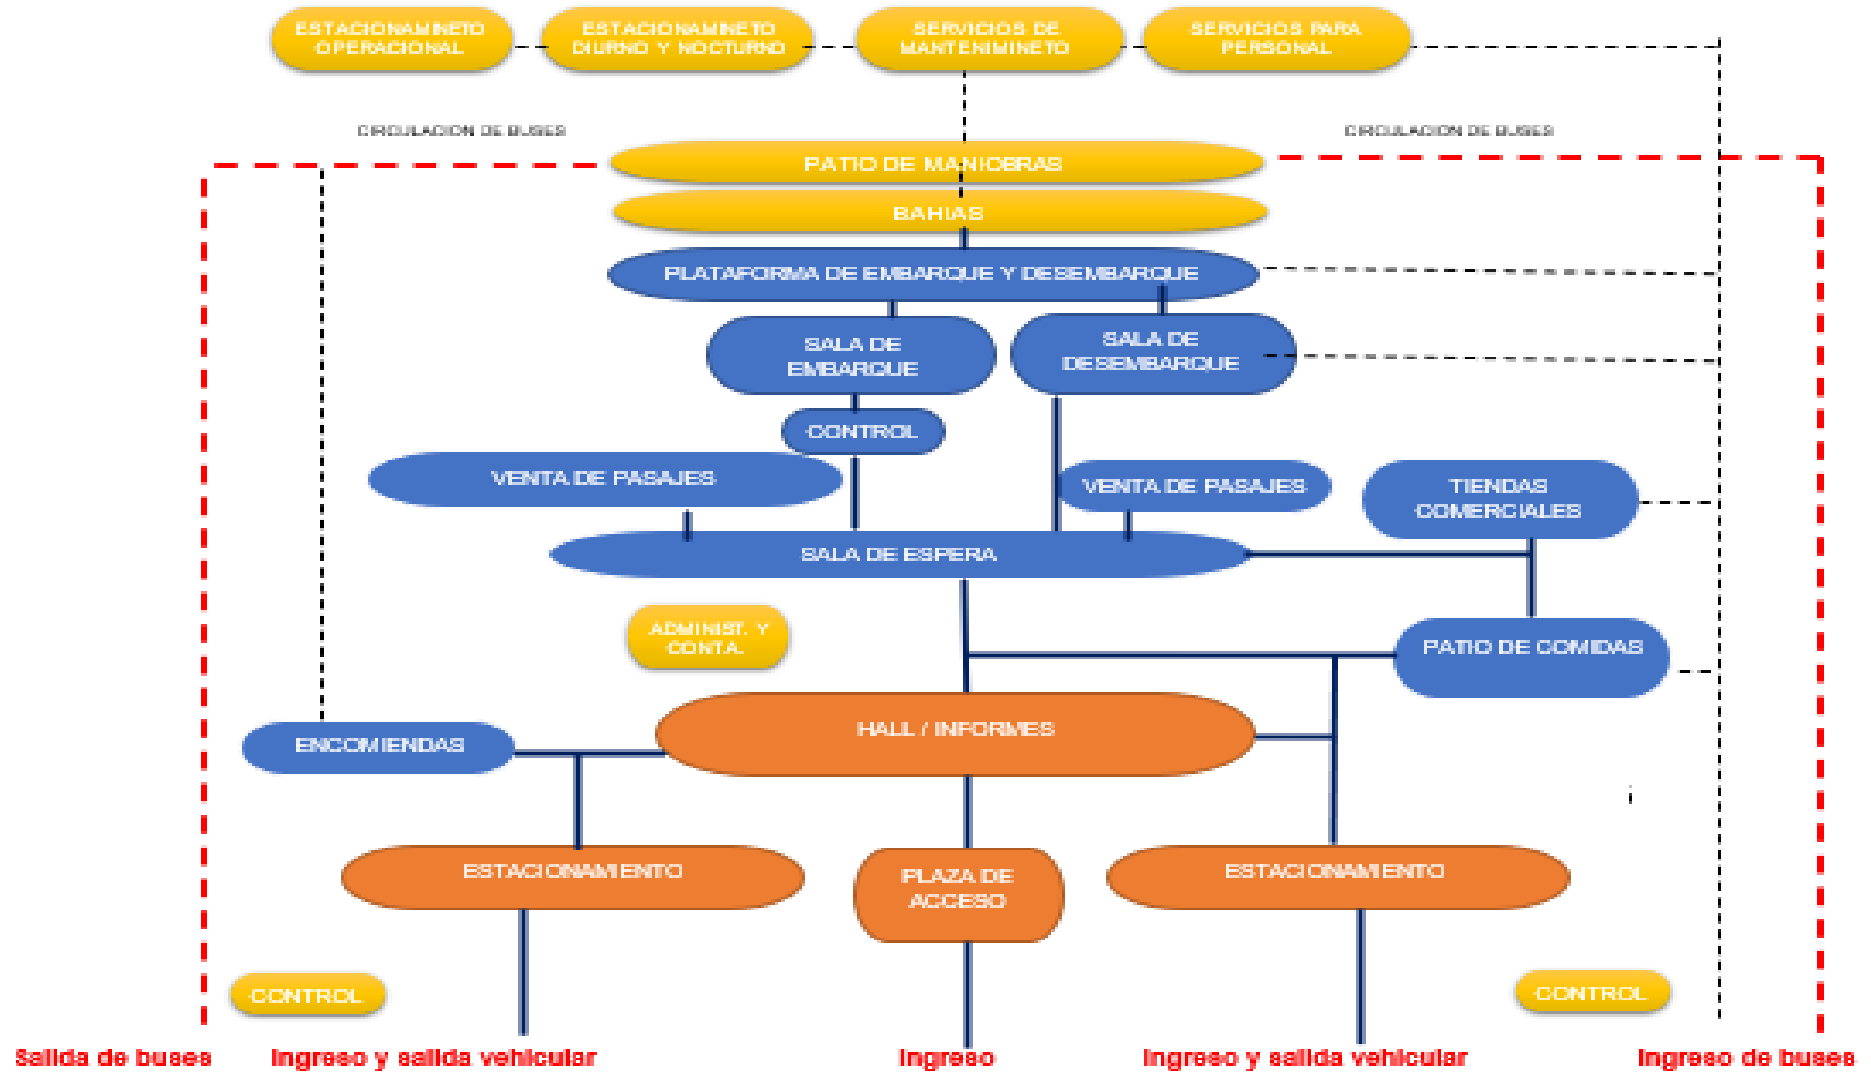 ESTACIONAMINETO
OPERACIONAL
ESTACIONAMINETO
DIURNO Y NOCTURNO
SERVICIOS DE
MANTENIMINETO
SERVICIOS PARA
PERSONAL
CIRCULACION DE BUSES
CIRCULACION DE BUSES
PATIO DE MANIOBRAS
BAHIAS
PLATAFORMA DE EMBARQUE Y DESEMBARQUE
SALA DE
EMBARQUE
SALA DE
DESEMBARQUE
CONTROL
VENTA DE PASAJES
VENTA DE PASAJES
TIENDAS
COMERCIALES
SALA DE ESPERA
ADMINIST. Y
CONTA.
PATIO DE COMIDAS
HALL / INFORMES
ENCOMIENDAS
ESTACIONAMIENTO
PLAZA DE
ACCESO
ESTACIONAMIENTO
CONTROL
CONTROL
Salida de buses
Ingreso y salida vehicular
Ingreso
Ingreso y salida vehicular
Ingreso de buses